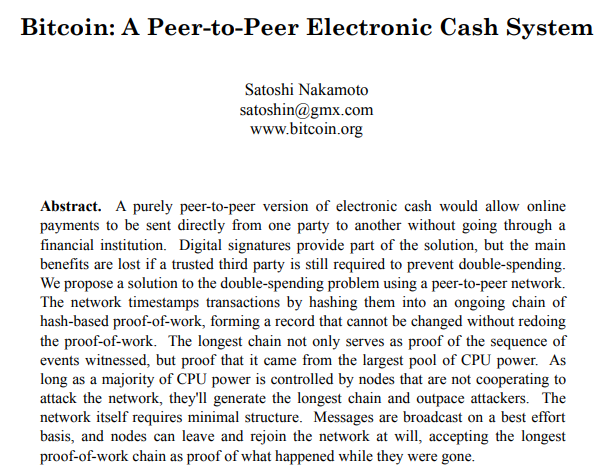 Bitcoin: A Peer-to-Peer Electronic Cash System
Satoshi Nakamoto
satoshin@gmx.com
www.bitcoin.org
Abstract. A purely peer-to-peer version of electronic cash would allow online
payments to be sent directly from one party to another without going through a
financial institution. Digital signatures provide part of the solution, but the main
benefits are lost if a trusted third party is still required to prevent double-spending.
We propose a solution to the double-spending problem using a peer-to-peer network.
The network timestamps transactions by hashing them into an ongoing chain of
hash-based proof-of-work, forming a record that cannot be changed without redoing
the proof-of-work. The longest chain not only serves as proof of the sequence of
events witnessed, but proof that it came from the largest pool of CPU power. As
long as a majority of CPU power is controlled by nodes that are not cooperating to
attack the network, they'll generate the longest chain and outpace attackers. The
network itself requires minimal structure. Messages are broadcast on a best effort
basis, and nodes can leave and rejoin the network at will, accepting the longest
proof-of-work chain as proof of what happened while they were gone.